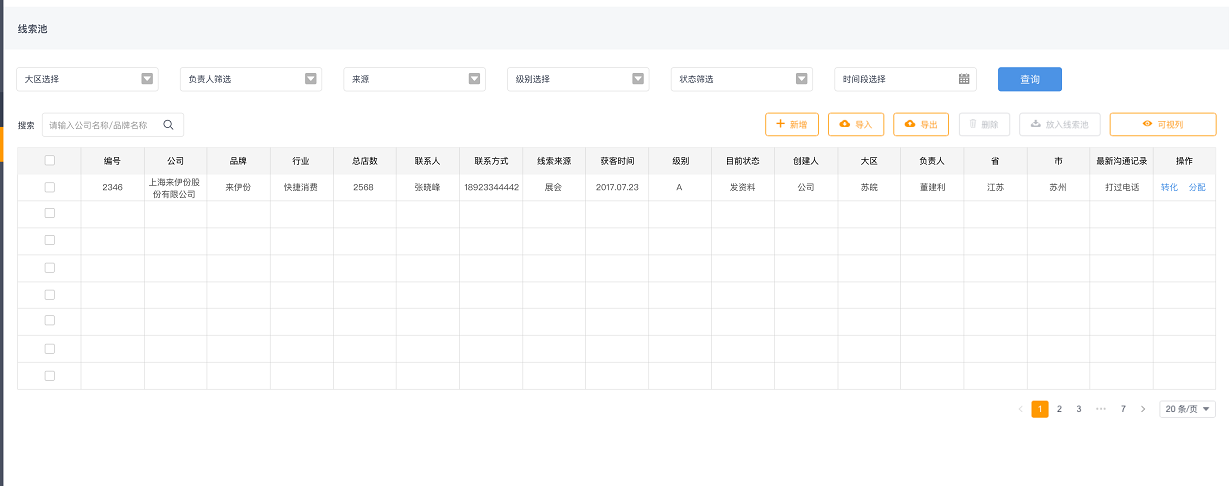 线索池
大区选择 负责人筛选 来源 级别选择 状态筛选 时间段选择 查询
搜索 请输入公司名称/品牌名称 新增 导入 导出 删除 放入线索池 可视列
编号 公司 品牌 行业 总店数 联系人 联系方式 线索来源 获客时间 级别 目前状态 创建人 大区 负责人 省 市 最新沟通记录 操作
2346 上海来伊份股份有限公司 来伊份 快捷消费 2568 张晓峰 18923344442 展会 2017.07.23 A 发资料 公司 苏皖 董建利 江苏 苏州 打过电话 转化 分配
1 2 3 ••• 7 20 条/页